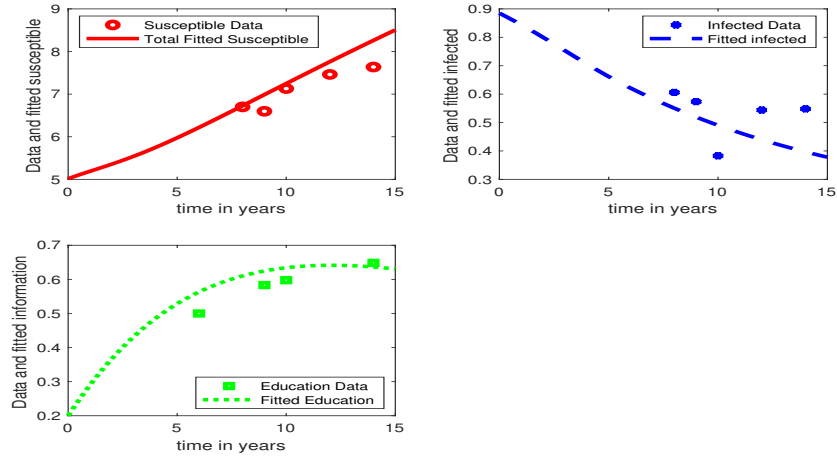 Data and fitted susceptible
9
8
7
6
5
Susceptible Data
Total Fitted Susceptible
0 5 10 15
time in years
Data and fitted infected
0.9
0.8
0.7
0.6
0.5
0.4
0.3
Infected Data
Fitted infected
0 5 10 15
time in years
Data and fitted information
0.7
0.6
0.5
0.4
0.3
0.2
Education Data
Fitted Education
0 5 10 15
time in years